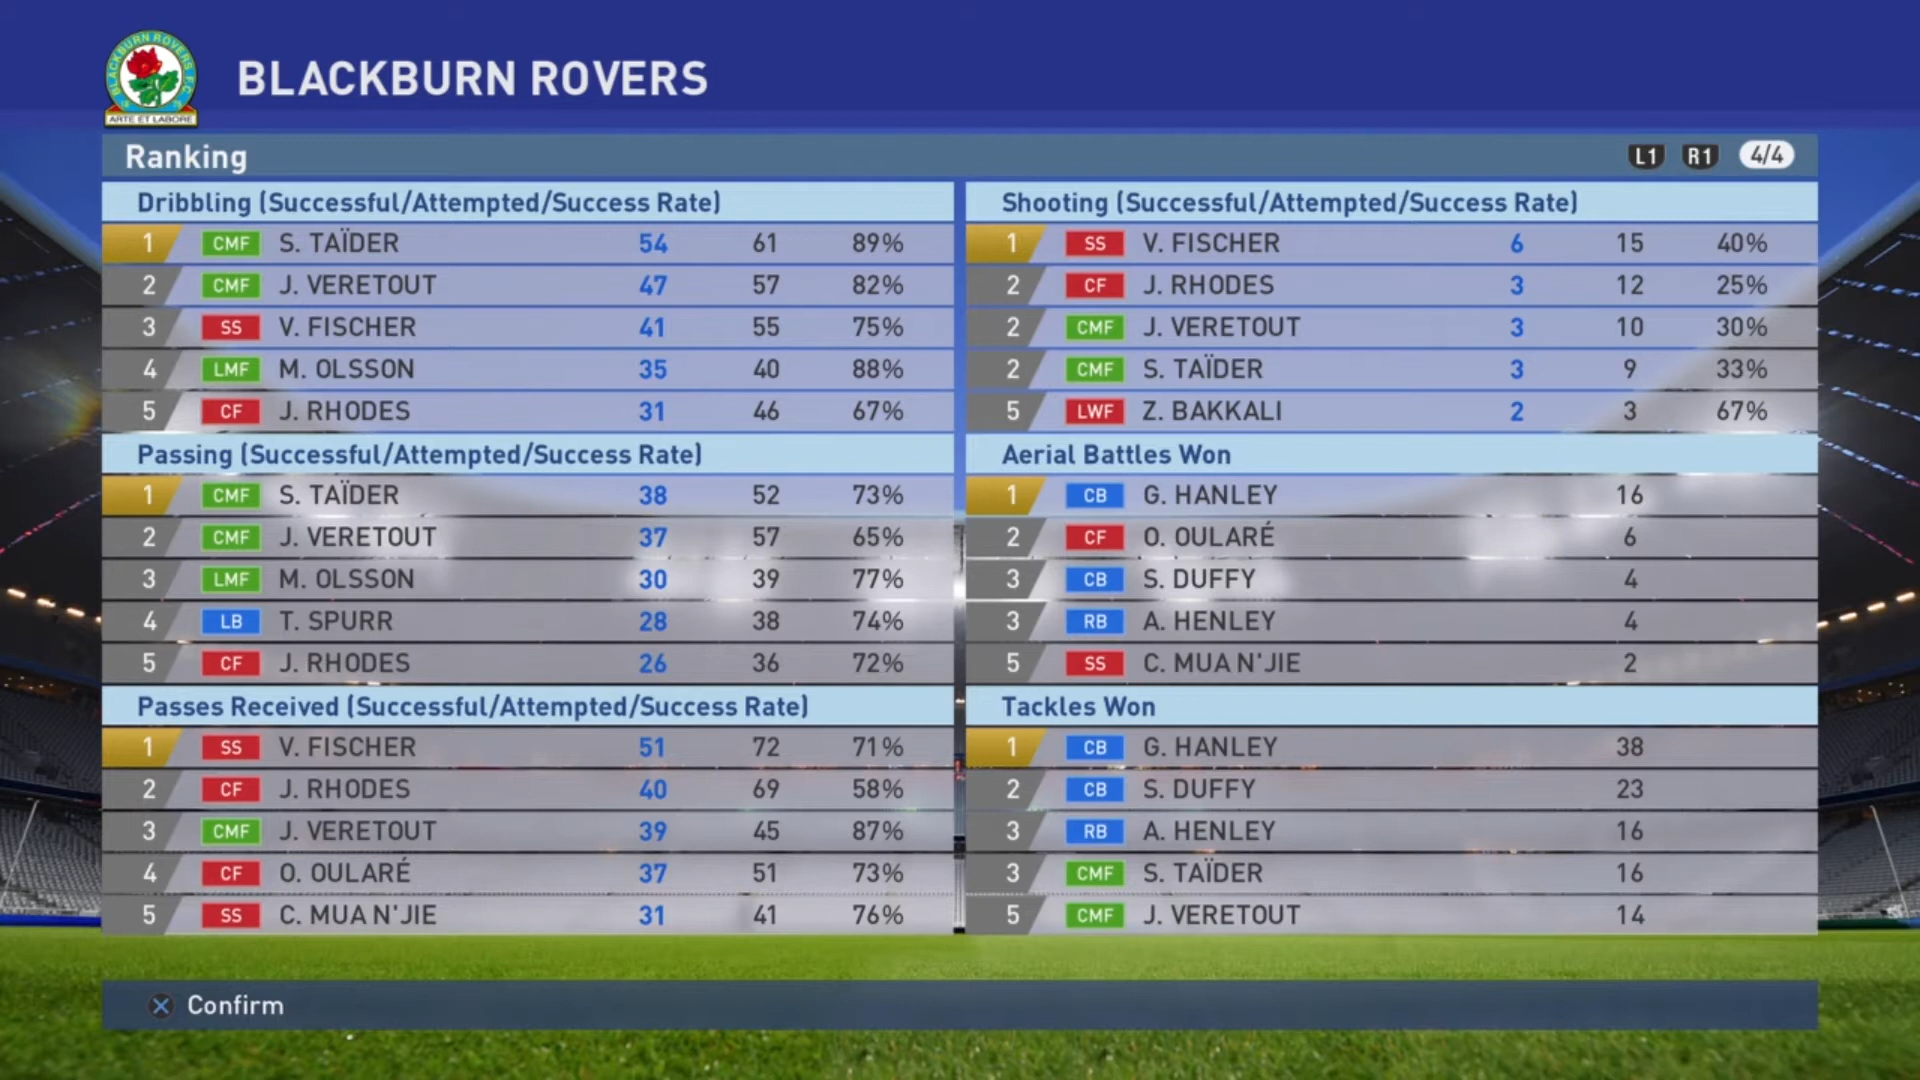 BLACKBURN ROVERS F.C.
ARTE ET LABORE
BLACKBURN ROVERS
Ranking
L1 R1 4/4
Dribbling (Successful/Attempted/Success Rate)
1 CMF S. TAÏDER 54 61 89%
2 CMF J. VERETOUT 47 57 82%
3 SS V. FISCHER 41 55 75%
4 LMF M. OLSSON 35 40 88%
5 CF J. RHODES 31 46 67%
Passing (Successful/Attempted/Success Rate)
1 CMF S. TAÏDER 38 52 73%
2 CMF J. VERETOUT 37 57 65%
3 LMF M. OLSSON 30 39 77%
4 LB T. SPURR 28 38 74%
5 CF J. RHODES 26 36 72%
Passes Received (Successful/Attempted/Success Rate)
1 SS V. FISCHER 51 72 71%
2 CF J. RHODES 40 69 58%
3 CMF J. VERETOUT 39 45 87%
4 CF O. OULARÉ 37 51 73%
5 SS C. MUA N'JIE 31 41 76%
Shooting (Successful/Attempted/Success Rate)
1 SS V. FISCHER 6 15 40%
2 CF J. RHODES 3 12 25%
2 CMF J. VERETOUT 3 10 30%
2 CMF S. TAÏDER 3 9 33%
5 LWF Z. BAKKALI 2 3 67%
Aerial Battles Won
1 CB G. HANLEY 16
2 CF O. OULARÉ 6
3 CB S. DUFFY 4
3 RB A. HENLEY 4
5 SS C. MUA N'JIE 2
Tackles Won
1 CB G. HANLEY 38
2 CB S. DUFFY 23
3 RB A. HENLEY 16
3 CMF S. TAÏDER 16
5 CMF J. VERETOUT 14
Confirm